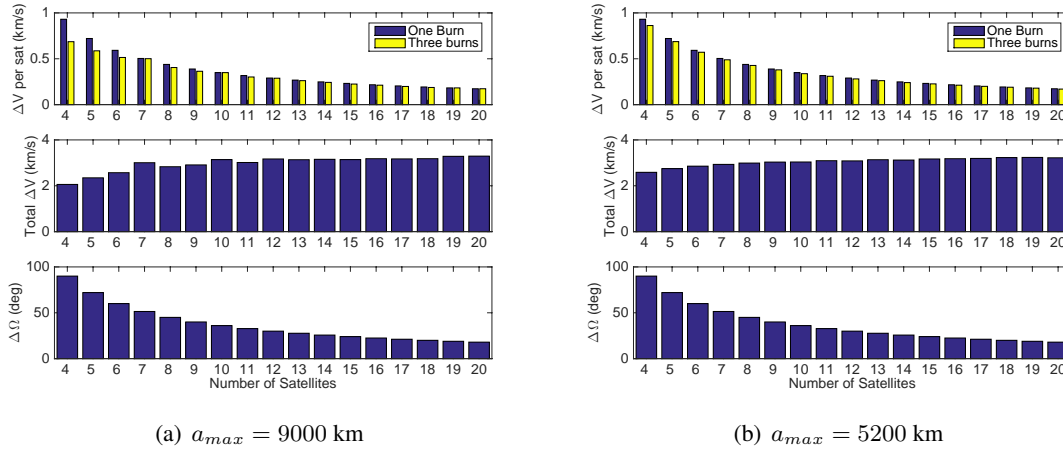 ΔV per sat (km/s)
1
0.5
0
One Burn
Three burns
4 5 6 7 8 9 10 11 12 13 14 15 16 17 18 19 20
Total ΔV (km/s)
4
2
0
4 5 6 7 8 9 10 11 12 13 14 15 16 17 18 19 20
ΔΩ (deg)
100
50
0
4 5 6 7 8 9 10 11 12 13 14 15 16 17 18 19 20
Number of Satellites
(a) a_max = 9000 km
ΔV per sat (km/s)
1
0.5
0
One Burn
Three burns
4 5 6 7 8 9 10 11 12 13 14 15 16 17 18 19 20
Total ΔV (km/s)
4
2
0
4 5 6 7 8 9 10 11 12 13 14 15 16 17 18 19 20
ΔΩ (deg)
100
50
0
4 5 6 7 8 9 10 11 12 13 14 15 16 17 18 19 20
Number of Satellites
(b) a_max = 5200 km